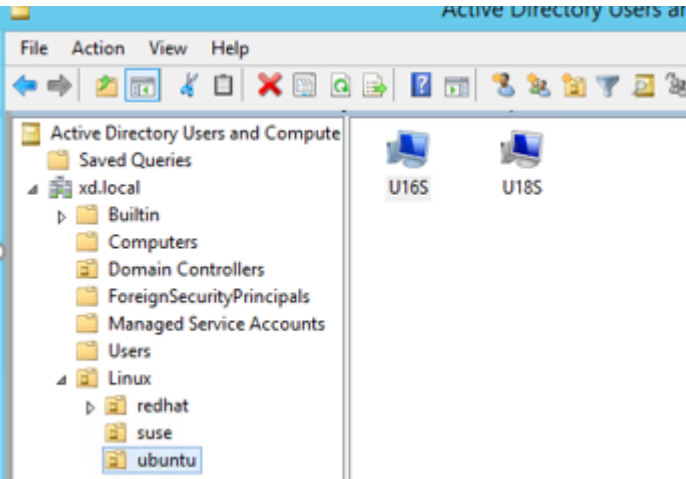 Active Directory Users a
File Action View Help
Active Directory Users and Compute
Saved Queries
xd.local
Builtin
Computers
Domain Controllers
ForeignSecurityPrincipals
Managed Service Accounts
Users
Linux
redhat
suse
ubuntu
U16S U18S